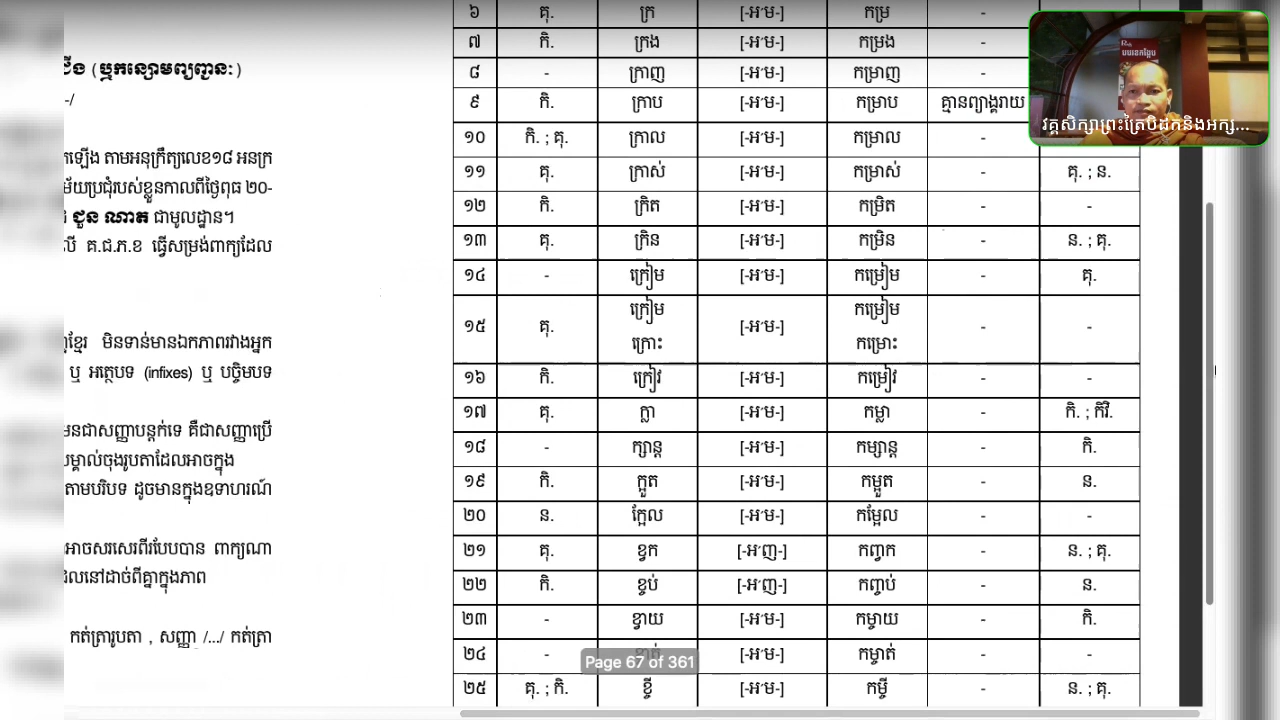 ជើង (ឬកន្សោមព្យញ្ជនៈ)
-/
កឡើង តាមអនុក្រឹត្យលេខ១៨ អនក្រ
ម័យប្រជុំរបស់ខ្លួនកាលពីថ្ងៃពុធ ២០-
ជួន ណាត ជាមូលដ្ឋាន។
លើ គ.ជ.ភ.ខ ធ្វើសម្រង់ពាក្យដែល
ខ្មែរ មិនទាន់មានឯកភាពរវាងអ្នក
ឬ អត្ថេបទ (infixes) ឬ បច្ចិមបទ
មនជាសញ្ញាបន្តក់ទេ គឺជាសញ្ញាប្រើ
សម្គាល់ចុងរូបតាដែលអាចក្នុង
តាមបរិបទ ដូចមានក្នុងឧទាហរណ៍
អាចសរសេរពីរបែបបាន ពាក្យណា
ដែលនៅដាច់ពីគ្នាក្នុងភាព
កត់ត្រារូបតា , សញ្ញា /.../ កត់ត្រា
៦ គុ. ក្រ [-អ៝ម-] កម្រ -
៧ កិ. ក្រង [-អ៝ម-] កម្រង -
៨ - ក្រាញ [-អ៝ម-] កម្រាញ -
៩ កិ. ក្រាប [-អ៝ម-] កម្រាប គ្មានព្យាង្គរាយ
១០ កិ. ; គុ. ក្រាល [-អ៝ម-] កម្រាល -
១១ គុ. ក្រាស់ [-អ៝ម-] កម្រាស់ - គុ. ; ន.
១២ កិ. ក្រិត [-អ៝ម-] កម្រិត - -
១៣ គុ. ក្រិន [-អ៝ម-] កម្រិន - ន. ; គុ.
១៤ - ក្រៀម [-អ៝ម-] កម្រៀម - គុ.
១៥ គុ. ក្រៀម ក្រោះ [-អ៝ម-] កម្រៀម កម្រោះ - -
១៦ កិ. ក្រៀវ [-អ៝ម-] កម្រៀវ - -
១៧ គុ. ក្លា [-អ៝ម-] កម្លា - កិ. ; កិវិ.
១៨ - ក្សាន្ត [-អ៝ម-] កម្សាន្ត - កិ.
១៩ កិ. ក្អួត [-អ៝ម-] កម្អួត - ន.
២០ ន. ក្អែល [-អ៝ម-] កម្អែល - -
២១ គុ. ខ្វក [-អ៝ញ-] កញ្ចក - ន. ; គុ.
២២ កិ. ខ្ចប់ [-អ៝ញ-] កញ្ចប់ - ន.
២៣ - ខ្ចាយ [-អ៝ម-] កម្ចាយ - កិ.
២៤ - [-អ៝ម-] កម្ចាត់ - -
២៥ គុ. ; កិ. ខ្ចី [-អ៝ម-] កម្ចី - ន. ; គុ.
Page 67 of 361
វគ្គសិក្សាព្រះត្រៃបិដកនិងអក្ស...